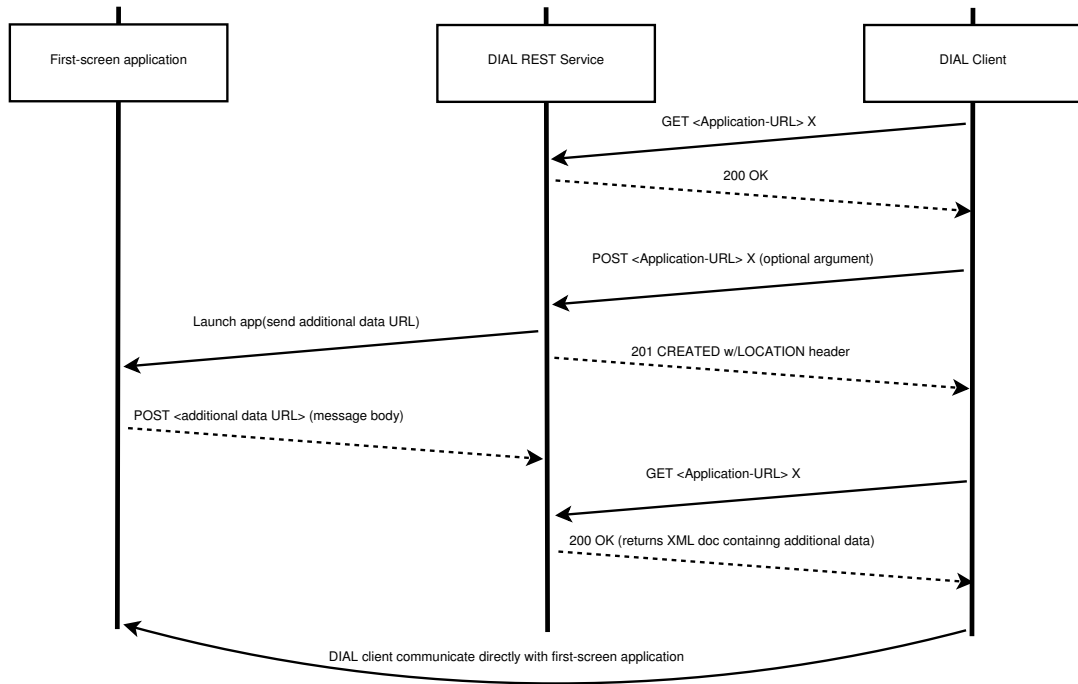 First-screen application
DIAL REST Service
DIAL Client
GET <Application-URL> X
200 OK
POST <Application-URL> X (optional argument)
Launch app(send additional data URL)
201 CREATED w/LOCATION header
POST <additional data URL> (message body)
GET <Application-URL> X
200 OK (returns XML doc containng additional data)
DIAL client communicate directly with first-screen application